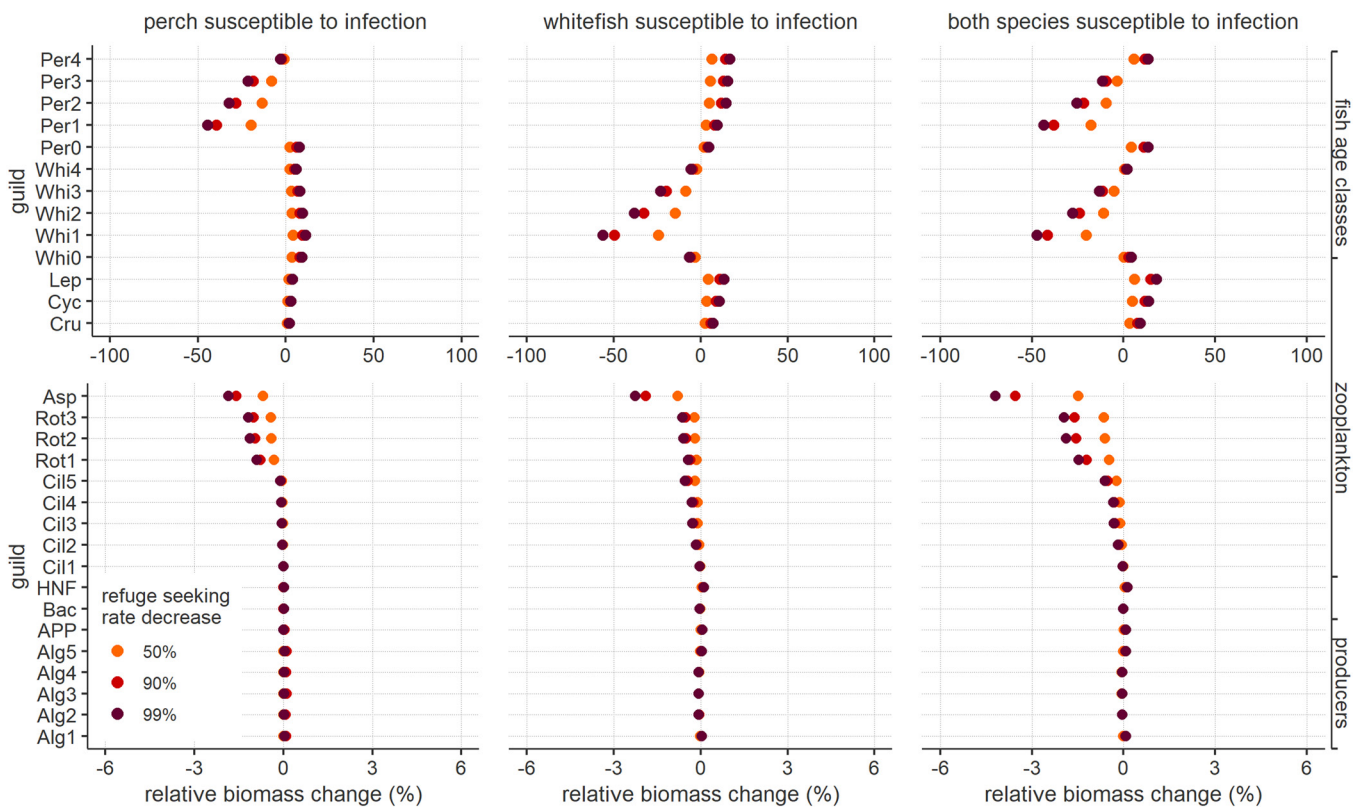 perch susceptible to infection
whitefish susceptible to infection
both species susceptible to infection
guild
Per4
Per3
Per2
Per1
Per0
Whi4
Whi3
Whi2
Whi1
Whi0
Lep
Cyc
Cru
-100 -50 0 50 100
-100 -50 0 50 100
-100 -50 0 50 100
fish age classes
zooplankton
producers
guild
Asp
Rot3
Rot2
Rot1
Cil5
Cil4
Cil3
Cil2
Cil1
HNF
Bac
APP
Alg5
Alg4
Alg3
Alg2
Alg1
refuge seeking
rate decrease
50%
90%
99%
-6 -3 0 3 6
-6 -3 0 3 6
-6 -3 0 3 6
relative biomass change (%)
relative biomass change (%)
relative biomass change (%)